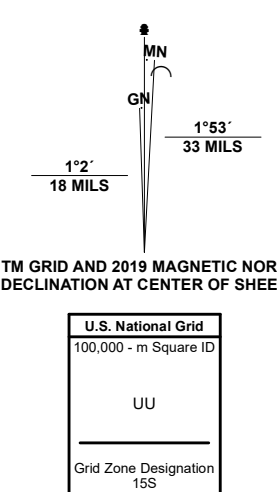 MN
GN
1°53´
33 MILS
1°2´
18 MILS
TM GRID AND 2019 MAGNETIC NOR
DECLINATION AT CENTER OF SHEE
U.S. National Grid
100,000 - m Square ID
UU
Grid Zone Designation
15S